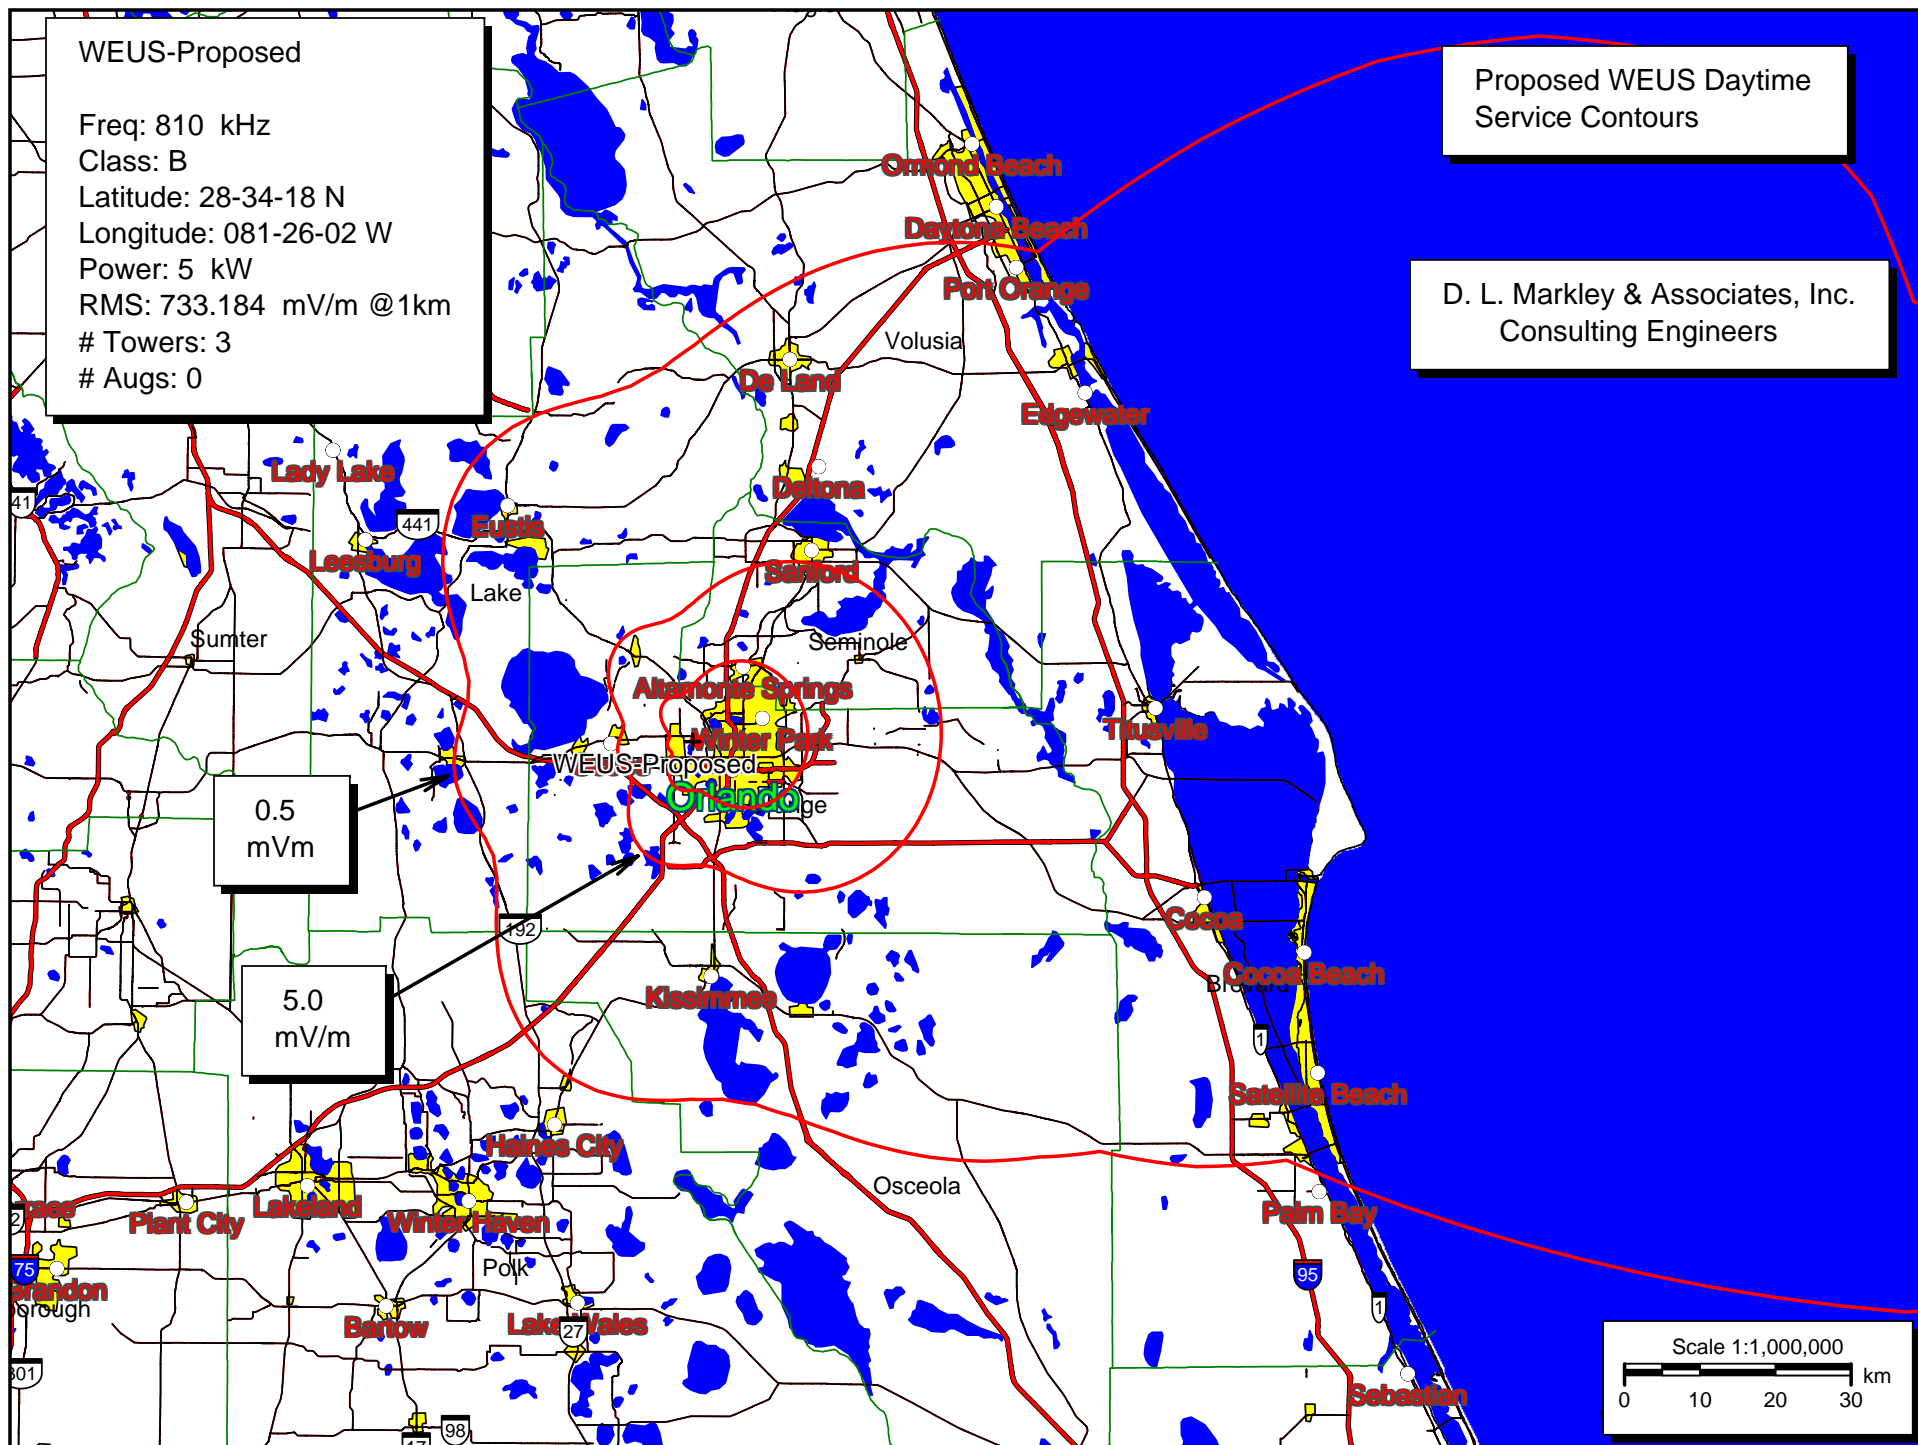 WEUS-Proposed
Freq: 810 kHz
Class: B
Latitude: 28-34-18 N
Longitude: 081-26-02 W
Power: 5 kW
RMS: 733.184 mV/m @1km
# Towers: 3
# Augs: 0
Proposed WEUS Daytime
Service Contours
D. L. Markley & Associates, Inc.
Consulting Engineers
Ormond Beach
Daytona Beach
Port Orange
Volusia
De Land
Edgewater
Lady Lake
Deltona
41
441
Eustis
Leesburg
Sanford
Lake
Sumter
Seminole
Altamonte Springs
Titusville
Winter Park
WEUS-Proposed
Orlando
0.5
mVm
192
Cocoa
Cocoa Beach
Kissimmee
5.0
mV/m
1
Satellite Beach
Haines City
Osceola
Lakeland
Plant City
Winter Haven
Palm Bay
Polk
75
95
Brandon
1
Bartow
Lake Wales
27
Scale 1:1,000,000
km
0 10 20 30
Sebastian
98